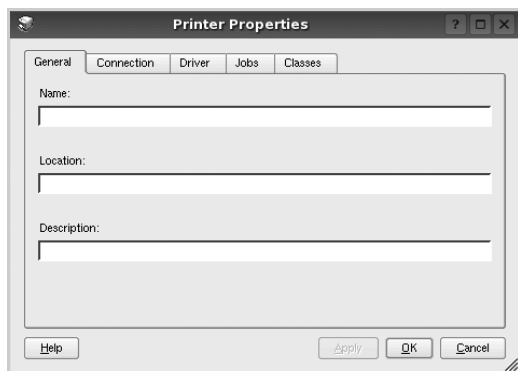 Printer Properties
General Connection Driver Jobs Classes
Name:
Location:
Description:
Help Apply OK Cancel